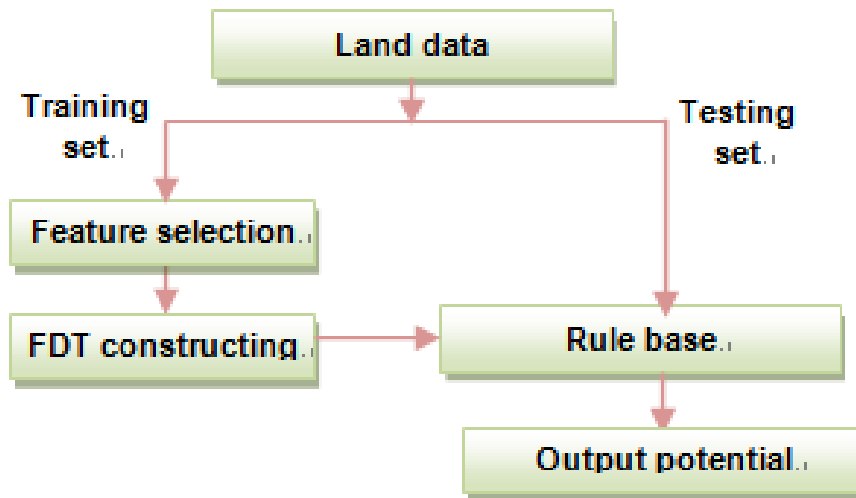 Land data
Training
set.
Testing
set.
Feature selection.
FDT constructing.
Rule base.
Output potential.